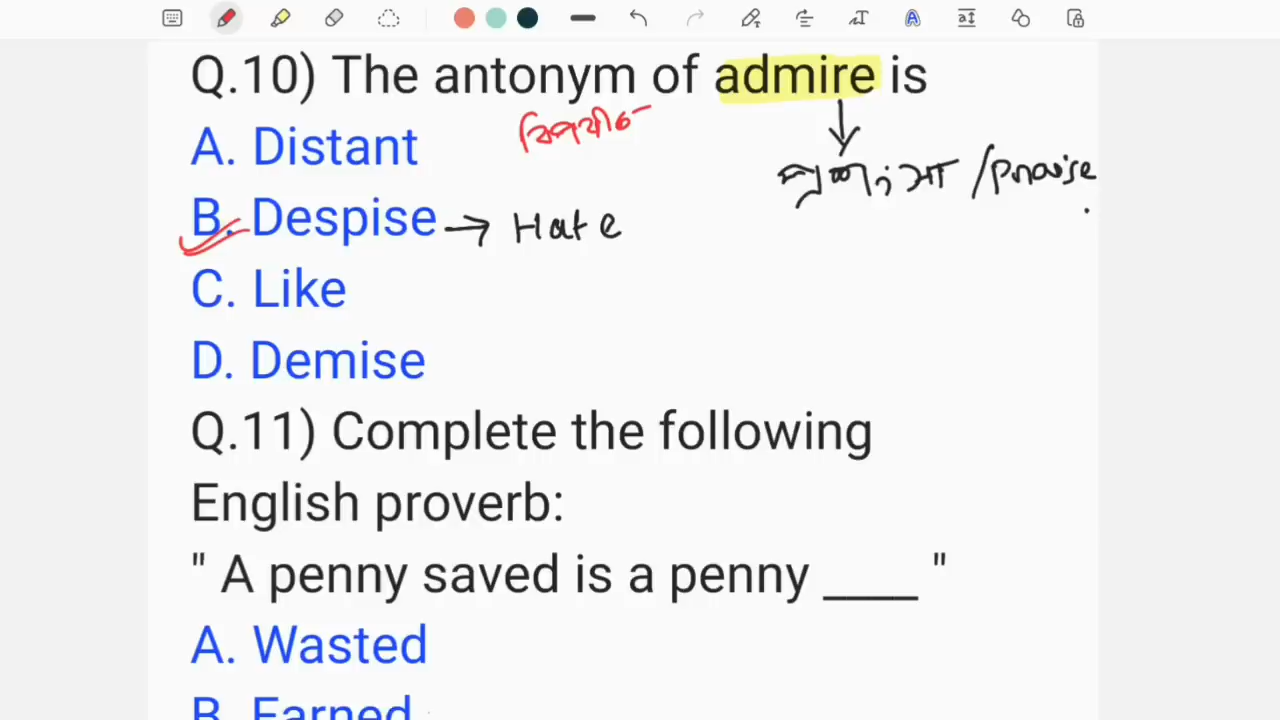 Q.10) The antonym of admire is
বিপরীত
A. Distant
প্রশংসা /praise
B. Despise → Hate
C. Like
D. Demise
Q.11) Complete the following
English proverb:
" A penny saved is a penny ____ "
A. Wasted
B. Earned